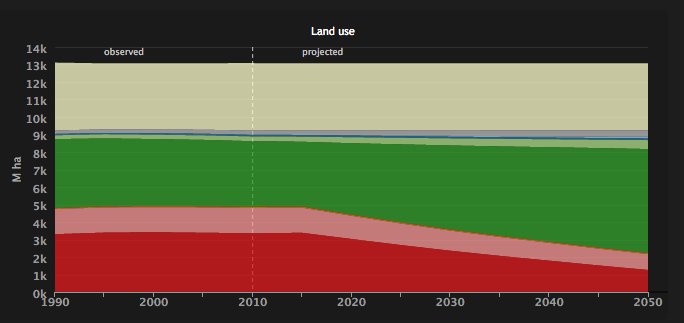 Land use
observed projected
14k
13k
12k
11k
10k
9k
8k
7k
6k
5k
4k
3k
2k
1k
0k
M ha
1990 2000 2010 2020 2030 2040 2050